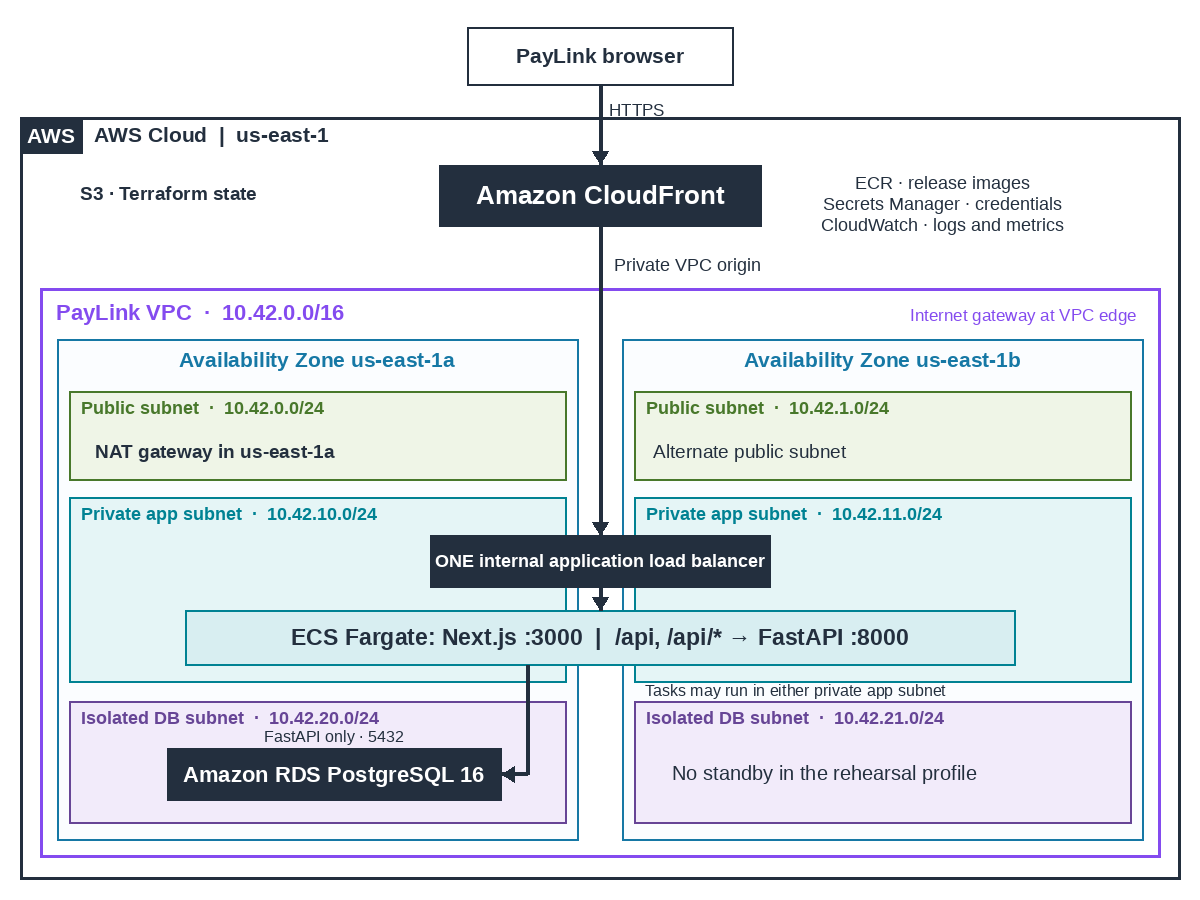 PayLink browser
HTTPS
AWS
AWS Cloud | us-east-1
S3 · Terraform state
Amazon CloudFront
ECR · release images
Secrets Manager · credentials
CloudWatch · logs and metrics
Private VPC origin
PayLink VPC · 10.42.0.0/16
Internet gateway at VPC edge
Availability Zone us-east-1a
Availability Zone us-east-1b
Public subnet · 10.42.0.0/24
Public subnet · 10.42.1.0/24
NAT gateway in us-east-1a
Alternate public subnet
Private app subnet · 10.42.10.0/24
Private app subnet · 10.42.11.0/24
ONE internal application load balancer
ECS Fargate: Next.js :3000 | /api, /api/* → FastAPI :8000
Tasks may run in either private app subnet
Isolated DB subnet · 10.42.20.0/24
Isolated DB subnet · 10.42.21.0/24
FastAPI only · 5432
Amazon RDS PostgreSQL 16
No standby in the rehearsal profile